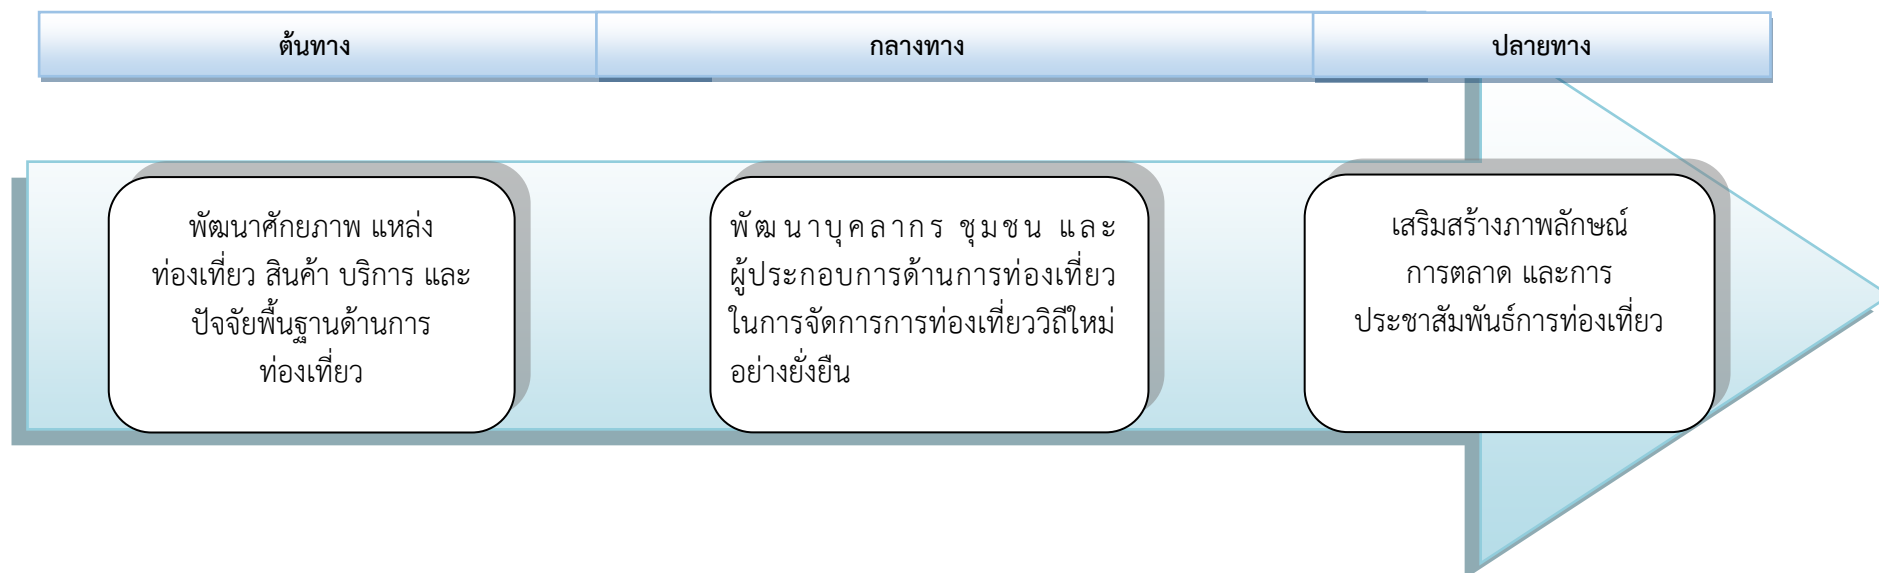 ต้นทาง
กลางทาง
ปลายทาง
พัฒนาศักยภาพ แหล่ง
ท่องเที่ยว สินค้า บริการ และ
ปัจจัยพื้นฐานด้านการ
ท่องเที่ยว
พัฒนาบุคลากร ชุมชน และ
ผู้ประกอบการด้านการท่องเที่ยว
ในการจัดการการท่องเที่ยววิถีใหม่
อย่างยั่งยืน
เสริมสร้างภาพลักษณ์
การตลาด และการ
ประชาสัมพันธ์การท่องเที่ยว